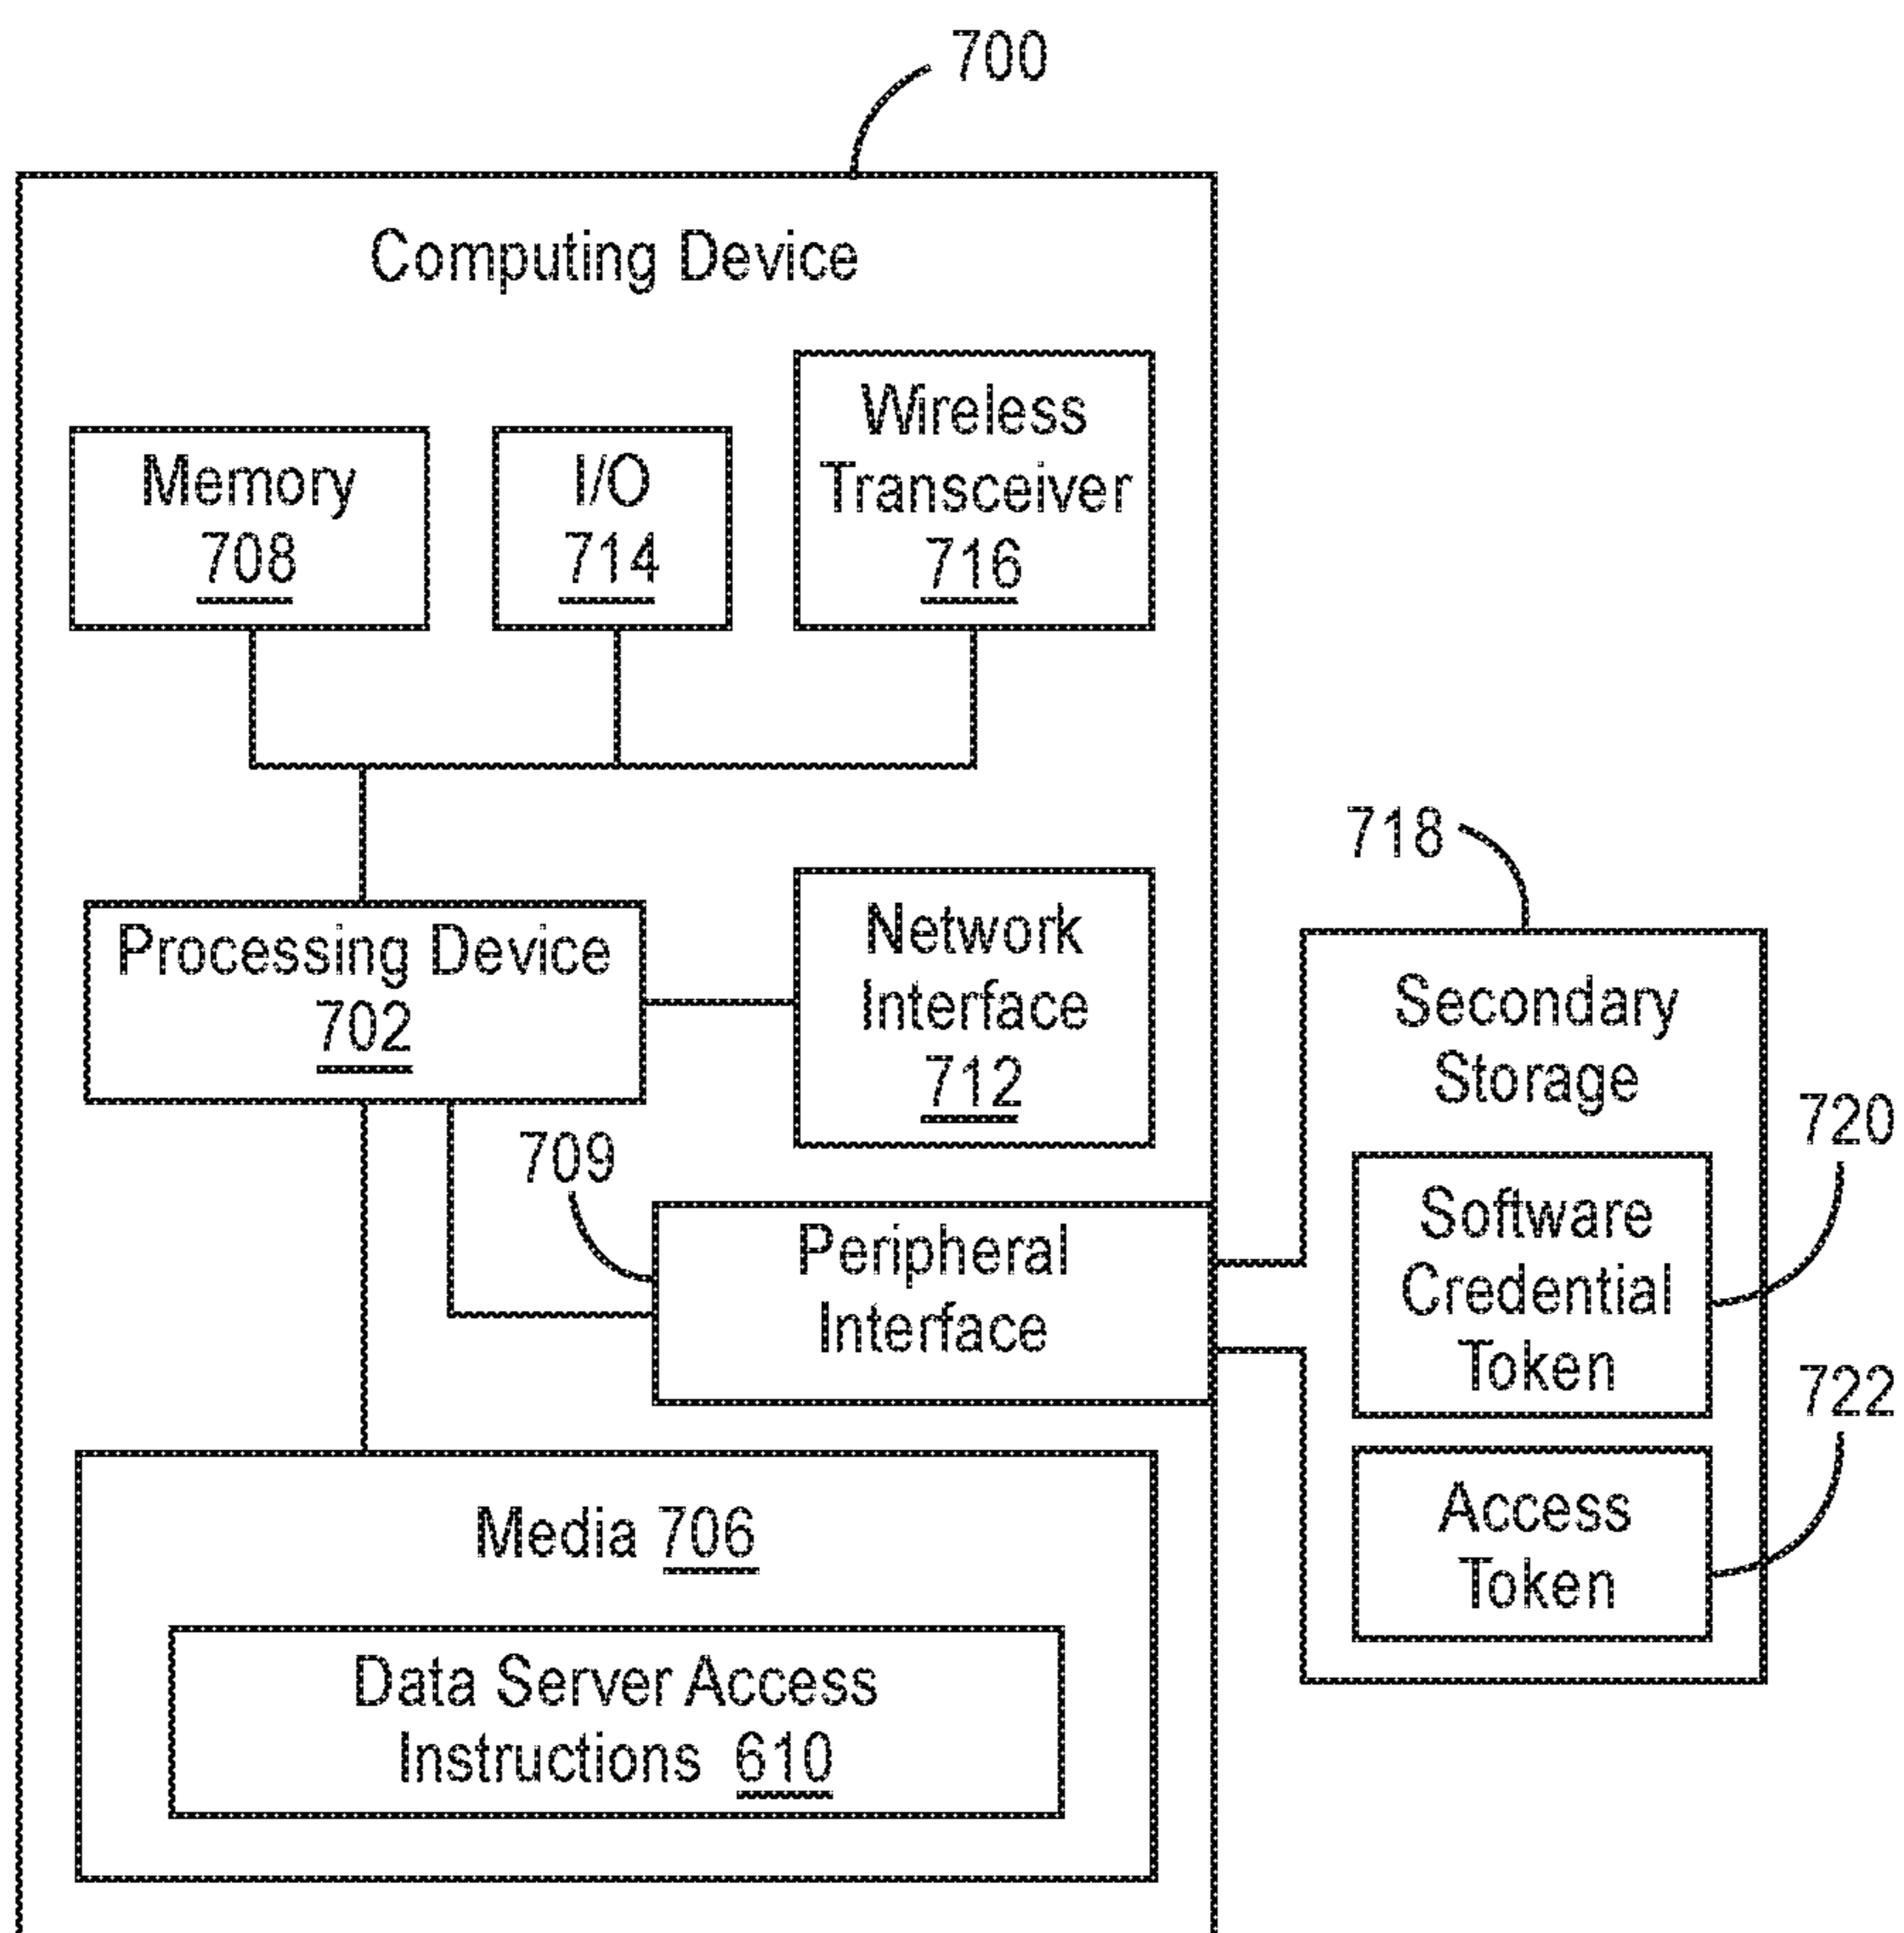 700
Computing Device
Memory
708
I/O
714
Wireless
Transceiver
716
718
Processing Device
702
Network
Interface
712
Secondary
Storage
709
720
Peripheral
Interface
Software
Credential
Token
722
Access
Token
Media 706
Data Server Access
Instructions 610